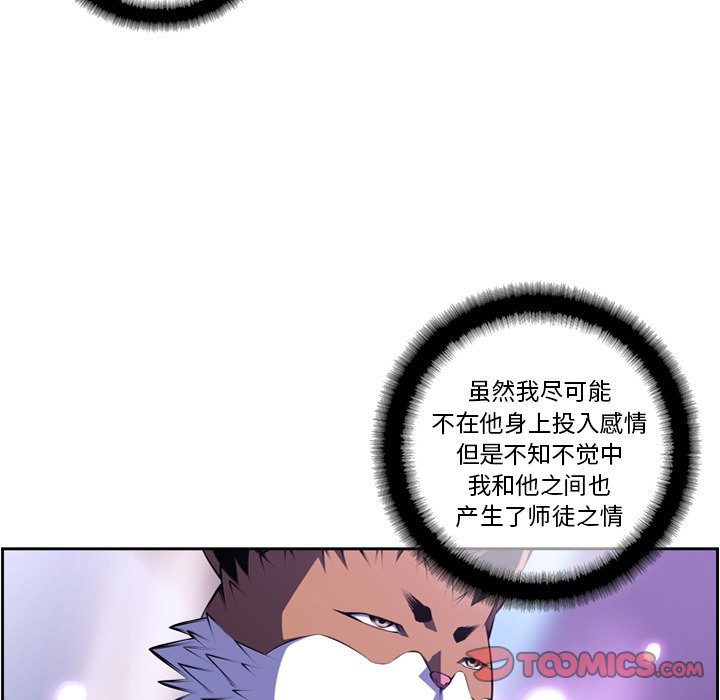 虽然我尽可能
不在他身上投入感情
但是不知不觉中
我和他之间也
产生了师徒之情
TOOMICS.COM